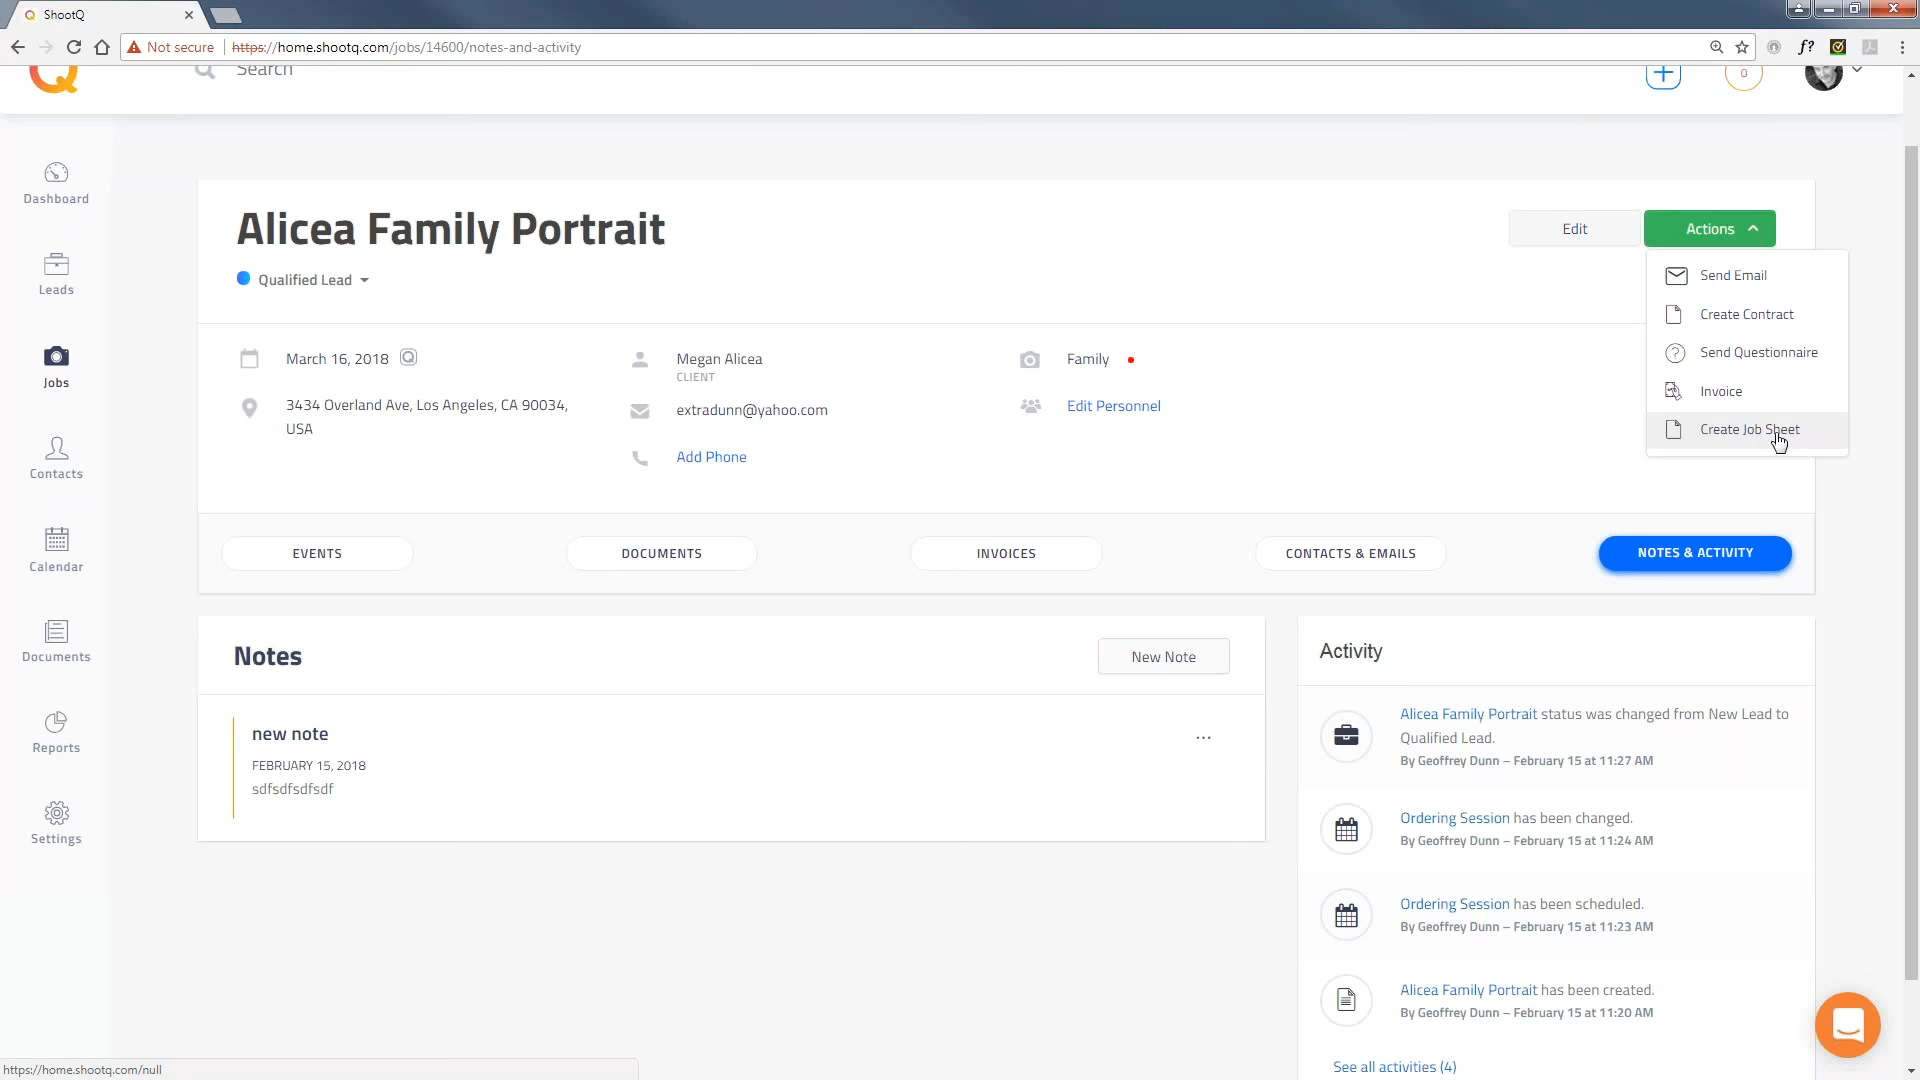 ShootQ
Not secure https://home.shootq.com/jobs/14600/notes-and-activity
f?
Search
0
Dashboard
Leads
Jobs
Contacts
Calendar
Documents
Reports
Settings
Alicea Family Portrait
Qualified Lead
Edit
Actions
Send Email
Create Contract
Send Questionnaire
Invoice
Create Job Sheet
March 16, 2018
3434 Overland Ave, Los Angeles, CA 90034,
USA
Megan Alicea
CLIENT
extradunn@yahoo.com
Add Phone
Family
Edit Personnel
EVENTS
DOCUMENTS
INVOICES
CONTACTS & EMAILS
NOTES & ACTIVITY
Notes
New Note
new note
...
FEBRUARY 15, 2018
sdfsdfsdfsdf
Activity
Alicea Family Portrait status was changed from New Lead to
Qualified Lead.
By Geoffrey Dunn – February 15 at 11:27 AM
Ordering Session has been changed.
By Geoffrey Dunn – February 15 at 11:24 AM
Ordering Session has been scheduled.
By Geoffrey Dunn – February 15 at 11:23 AM
Alicea Family Portrait has been created.
By Geoffrey Dunn – February 15 at 11:20 AM
See all activities (4)
https://home.shootq.com/null